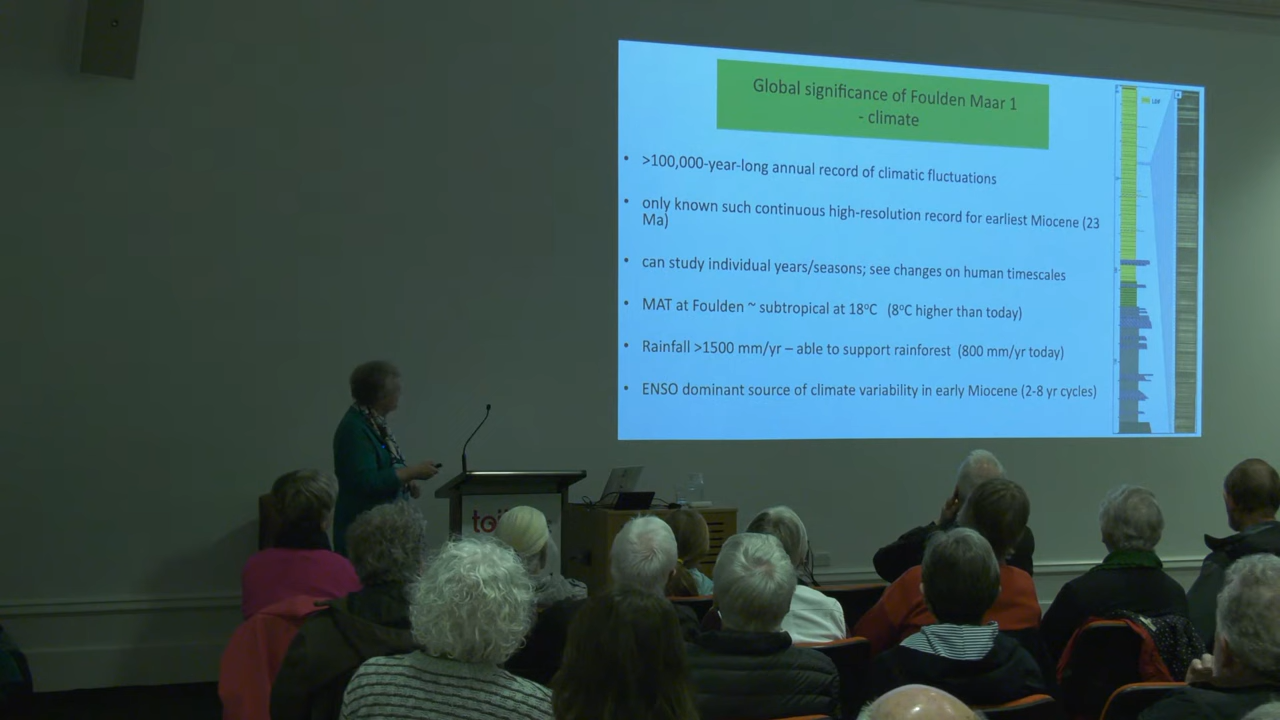 Global significance of Foulden Maar 1
- climate
• >100,000-year-long annual record of climatic fluctuations
• only known such continuous high-resolution record for earliest Miocene (23
Ma)
• can study individual years/seasons; see changes on human timescales
• MAT at Foulden ~ subtropical at 18°C (8°C higher than today)
• Rainfall >1500 mm/yr – able to support rainforest (800 mm/yr today)
• ENSO dominant source of climate variability in early Miocene (2-8 yr cycles)